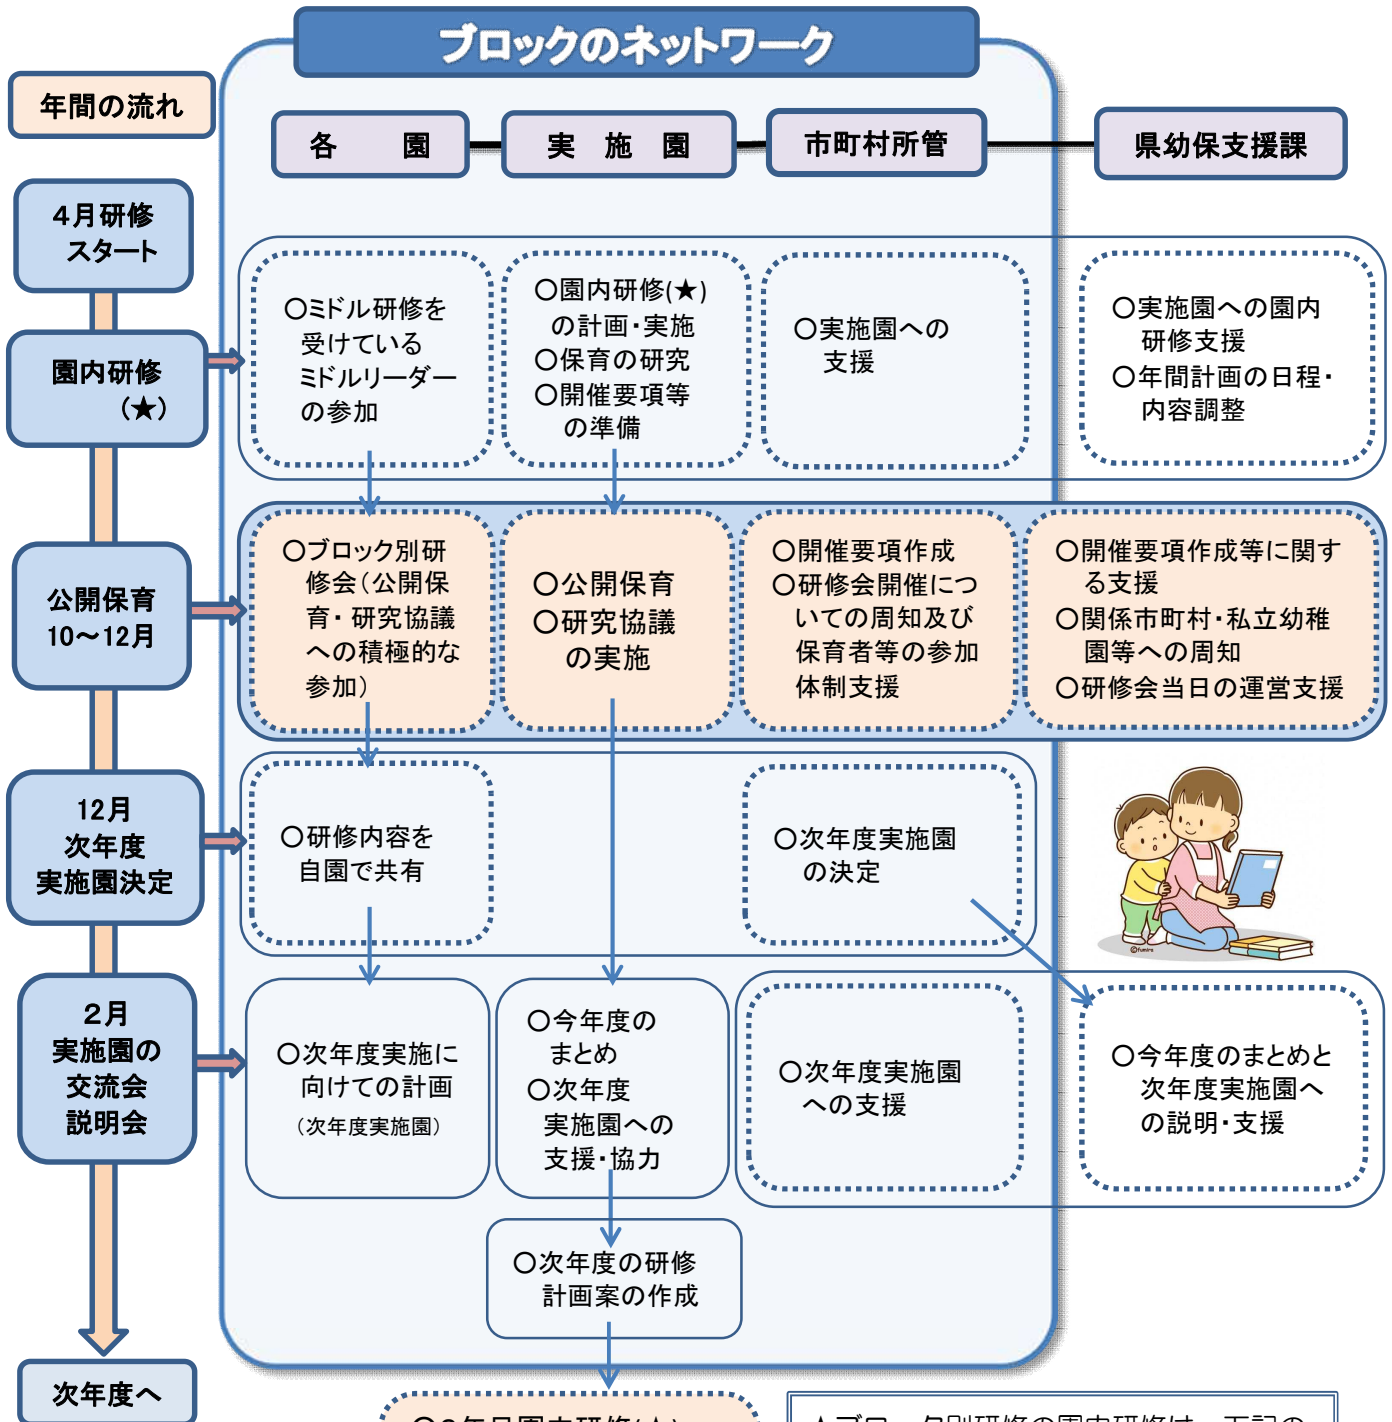 ブロックのネットワーク
年間の流れ
各　園
実　施　園
市町村所管
県幼保支援課
4月研修
スタート
園内研修
(★)
○ミドル研修を
受けている
ミドルリーダー
の参加
○園内研修(★)
の計画・実施
○保育の研究
○開催要項等
の準備
○実施園への
支援
○実施園への園内
研修支援
○年間計画の日程・
内容調整
公開保育
10～12月
○ブロック別研
修会(公開保
育・研究協議
への積極的な
参加)
○公開保育
○研究協議
の実施
○開催要項作成
○研修会開催につ
いての周知及び
保育者等の参加
体制支援
○開催要項作成等に関す
る支援
○関係市町村・私立幼稚
園等への周知
○研修会当日の運営支援
12月
次年度
実施園決定
○研修内容を
自園で共有
○次年度実施園
の決定
©fumira
2月
実施園の
交流会
説明会
○次年度実施に
向けての計画
(次年度実施園)
○今年度の
まとめ
○次年度
実施園への
支援・協力
○次年度実施園
への支援
○今年度のまとめと
次年度実施園へ
の説明・支援
○次年度の研修
計画案の作成
次年度へ